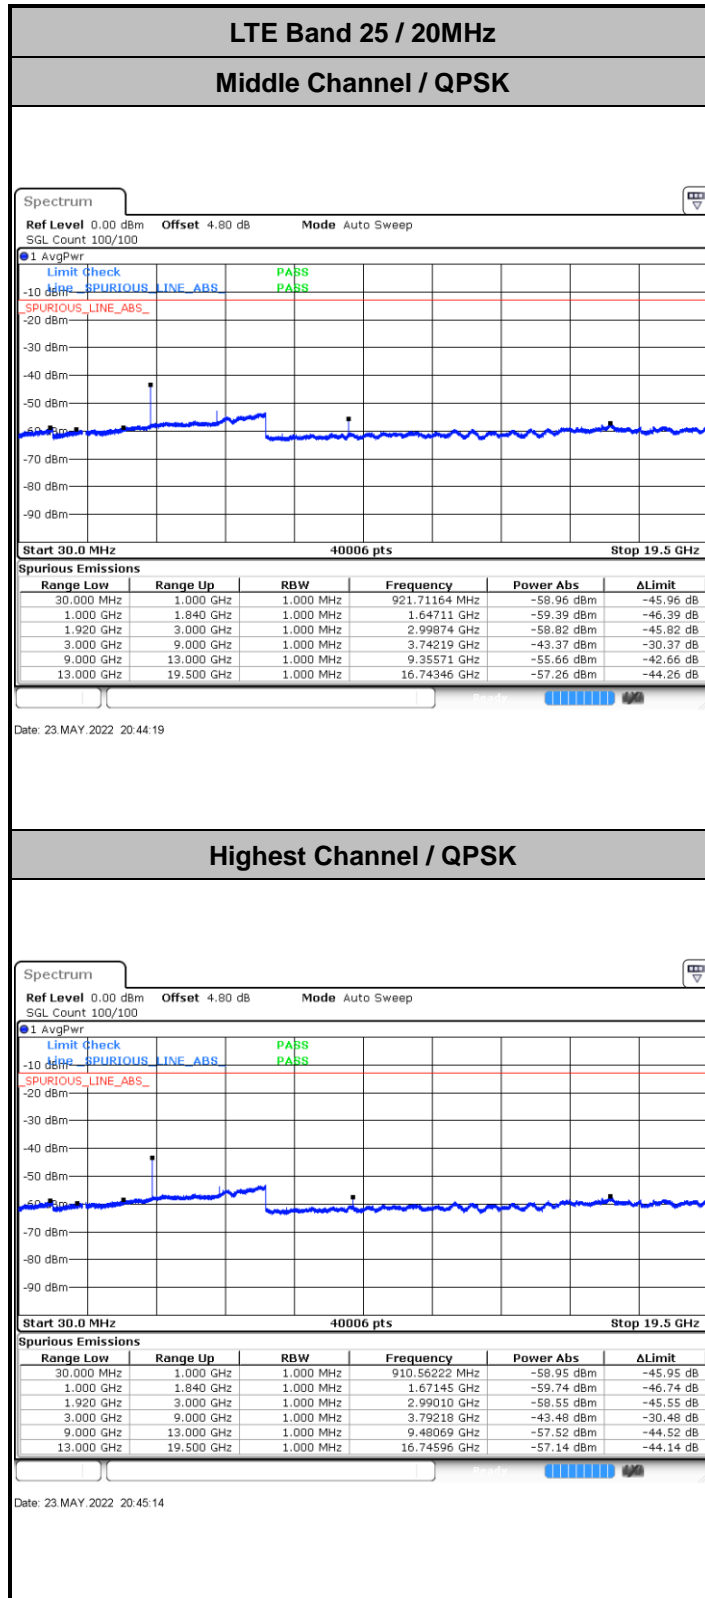 LTE Band 25 / 20MHz
Middle Channel / QPSK
Spectrum
Ref Level 0.00 dBm Offset 4.80 dB Mode Auto Sweep
SGL Count 100/100
1 AvgPwr
Limit Check PASS
-10 dBm Line _SPURIOUS_LINE_ABS_ PASS
_SPURIOUS_LINE_ABS_
-20 dBm
-30 dBm
-40 dBm
-50 dBm
-60 dBm
-70 dBm
-80 dBm
-90 dBm
Start 30.0 MHz 40006 pts Stop 19.5 GHz
Spurious Emissions
Range Low Range Up RBW Frequency Power Abs ΔLimit
30.000 MHz 1.000 GHz 1.000 MHz 921.71164 MHz -58.96 dBm -45.96 dB
1.000 GHz 1.840 GHz 1.000 MHz 1.64711 GHz -59.39 dBm -46.39 dB
1.920 GHz 3.000 GHz 1.000 MHz 2.99874 GHz -58.82 dBm -45.82 dB
3.000 GHz 9.000 GHz 1.000 MHz 3.74219 GHz -43.37 dBm -30.37 dB
9.000 GHz 13.000 GHz 1.000 MHz 9.35571 GHz -55.66 dBm -42.66 dB
13.000 GHz 19.500 GHz 1.000 MHz 16.74346 GHz -57.26 dBm -44.26 dB
Ready
Date: 23.MAY.2022 20:44:19
Highest Channel / QPSK
Spectrum
Ref Level 0.00 dBm Offset 4.80 dB Mode Auto Sweep
SGL Count 100/100
1 AvgPwr
Limit Check PASS
-10 dBm Line _SPURIOUS_LINE_ABS_ PASS
_SPURIOUS_LINE_ABS_
-20 dBm
-30 dBm
-40 dBm
-50 dBm
-60 dBm
-70 dBm
-80 dBm
-90 dBm
Start 30.0 MHz 40006 pts Stop 19.5 GHz
Spurious Emissions
Range Low Range Up RBW Frequency Power Abs ΔLimit
30.000 MHz 1.000 GHz 1.000 MHz 910.56222 MHz -58.95 dBm -45.95 dB
1.000 GHz 1.840 GHz 1.000 MHz 1.67145 GHz -59.74 dBm -46.74 dB
1.920 GHz 3.000 GHz 1.000 MHz 2.99010 GHz -58.55 dBm -45.55 dB
3.000 GHz 9.000 GHz 1.000 MHz 3.79218 GHz -43.48 dBm -30.48 dB
9.000 GHz 13.000 GHz 1.000 MHz 9.48069 GHz -57.52 dBm -44.52 dB
13.000 GHz 19.500 GHz 1.000 MHz 16.74596 GHz -57.14 dBm -44.14 dB
Ready
Date: 23.MAY.2022 20:45:14